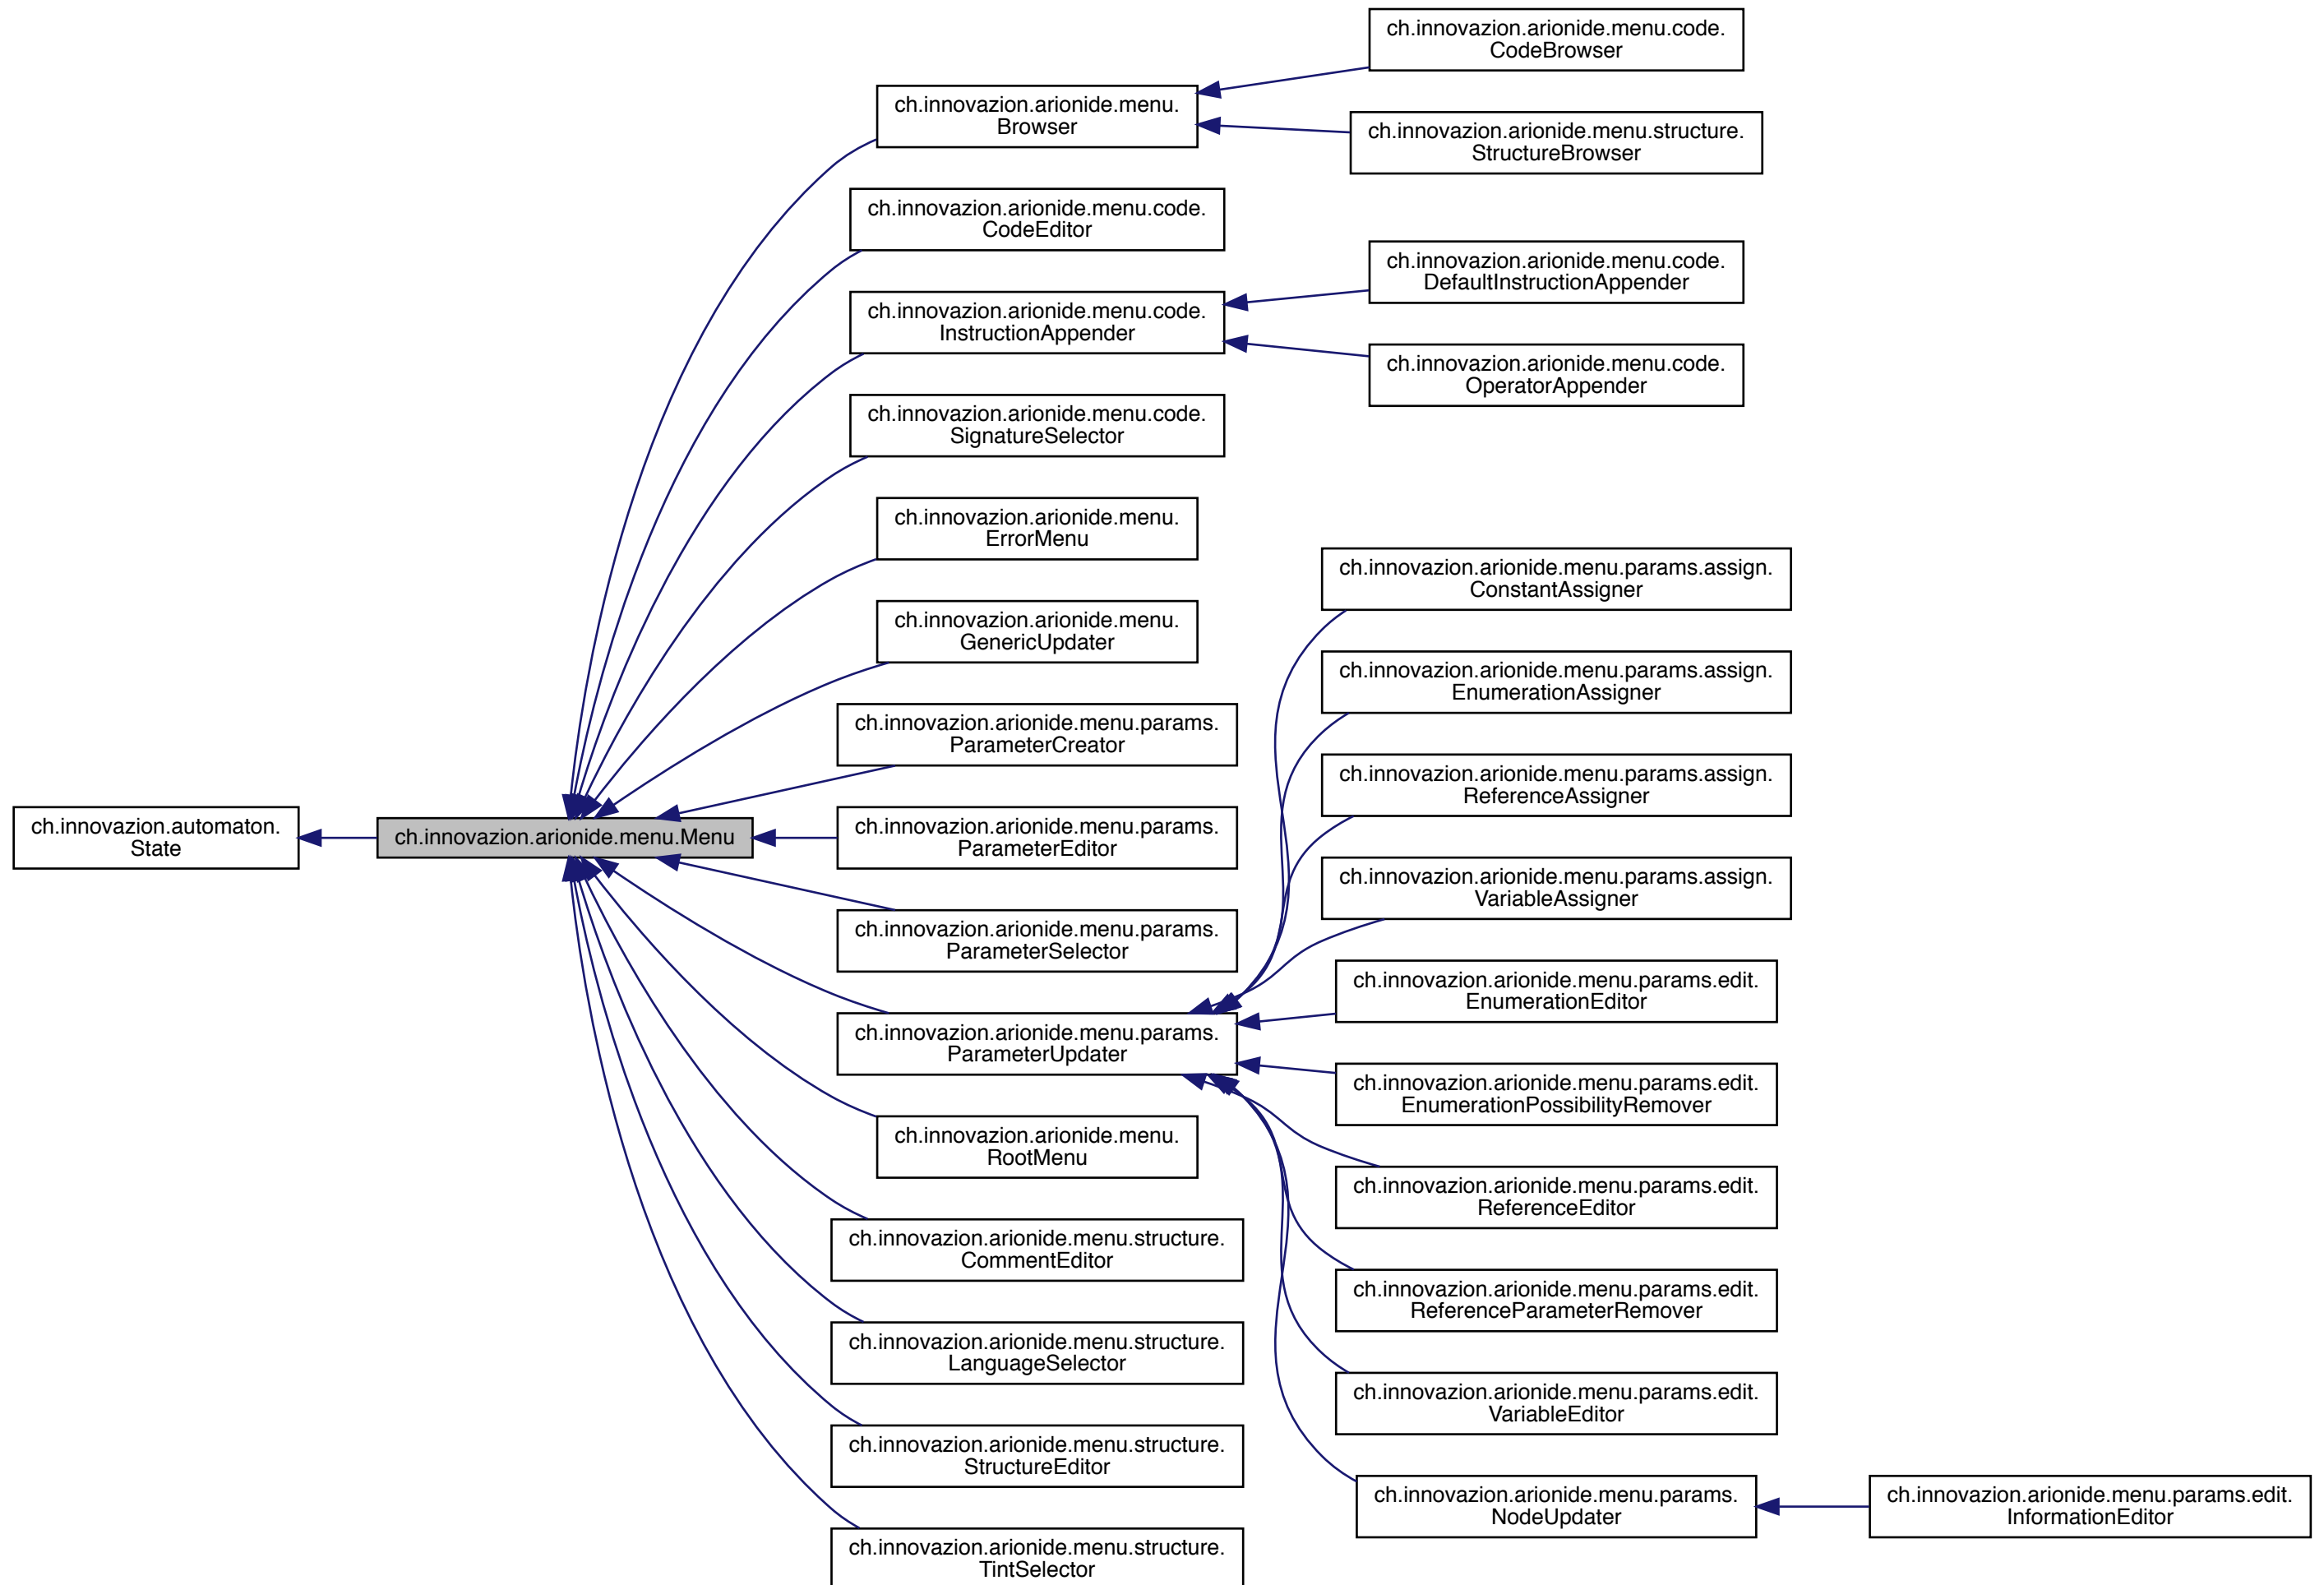 ch.innovazion.automaton.
State
ch.innovazion.arionide.menu.Menu
ch.innovazion.arionide.menu.
Browser
ch.innovazion.arionide.menu.code.
CodeEditor
ch.innovazion.arionide.menu.code.
InstructionAppender
ch.innovazion.arionide.menu.code.
SignatureSelector
ch.innovazion.arionide.menu.
ErrorMenu
ch.innovazion.arionide.menu.
GenericUpdater
ch.innovazion.arionide.menu.params.
ParameterCreator
ch.innovazion.arionide.menu.params.
ParameterEditor
ch.innovazion.arionide.menu.params.
ParameterSelector
ch.innovazion.arionide.menu.params.
ParameterUpdater
ch.innovazion.arionide.menu.
RootMenu
ch.innovazion.arionide.menu.structure.
CommentEditor
ch.innovazion.arionide.menu.structure.
LanguageSelector
ch.innovazion.arionide.menu.structure.
StructureEditor
ch.innovazion.arionide.menu.structure.
TintSelector
ch.innovazion.arionide.menu.code.
CodeBrowser
ch.innovazion.arionide.menu.structure.
StructureBrowser
ch.innovazion.arionide.menu.code.
DefaultInstructionAppender
ch.innovazion.arionide.menu.code.
OperatorAppender
ch.innovazion.arionide.menu.params.assign.
ConstantAssigner
ch.innovazion.arionide.menu.params.assign.
EnumerationAssigner
ch.innovazion.arionide.menu.params.assign.
ReferenceAssigner
ch.innovazion.arionide.menu.params.assign.
VariableAssigner
ch.innovazion.arionide.menu.params.edit.
EnumerationEditor
ch.innovazion.arionide.menu.params.edit.
EnumerationPossibilityRemover
ch.innovazion.arionide.menu.params.edit.
ReferenceEditor
ch.innovazion.arionide.menu.params.edit.
ReferenceParameterRemover
ch.innovazion.arionide.menu.params.edit.
VariableEditor
ch.innovazion.arionide.menu.params.
NodeUpdater
ch.innovazion.arionide.menu.params.edit.
InformationEditor